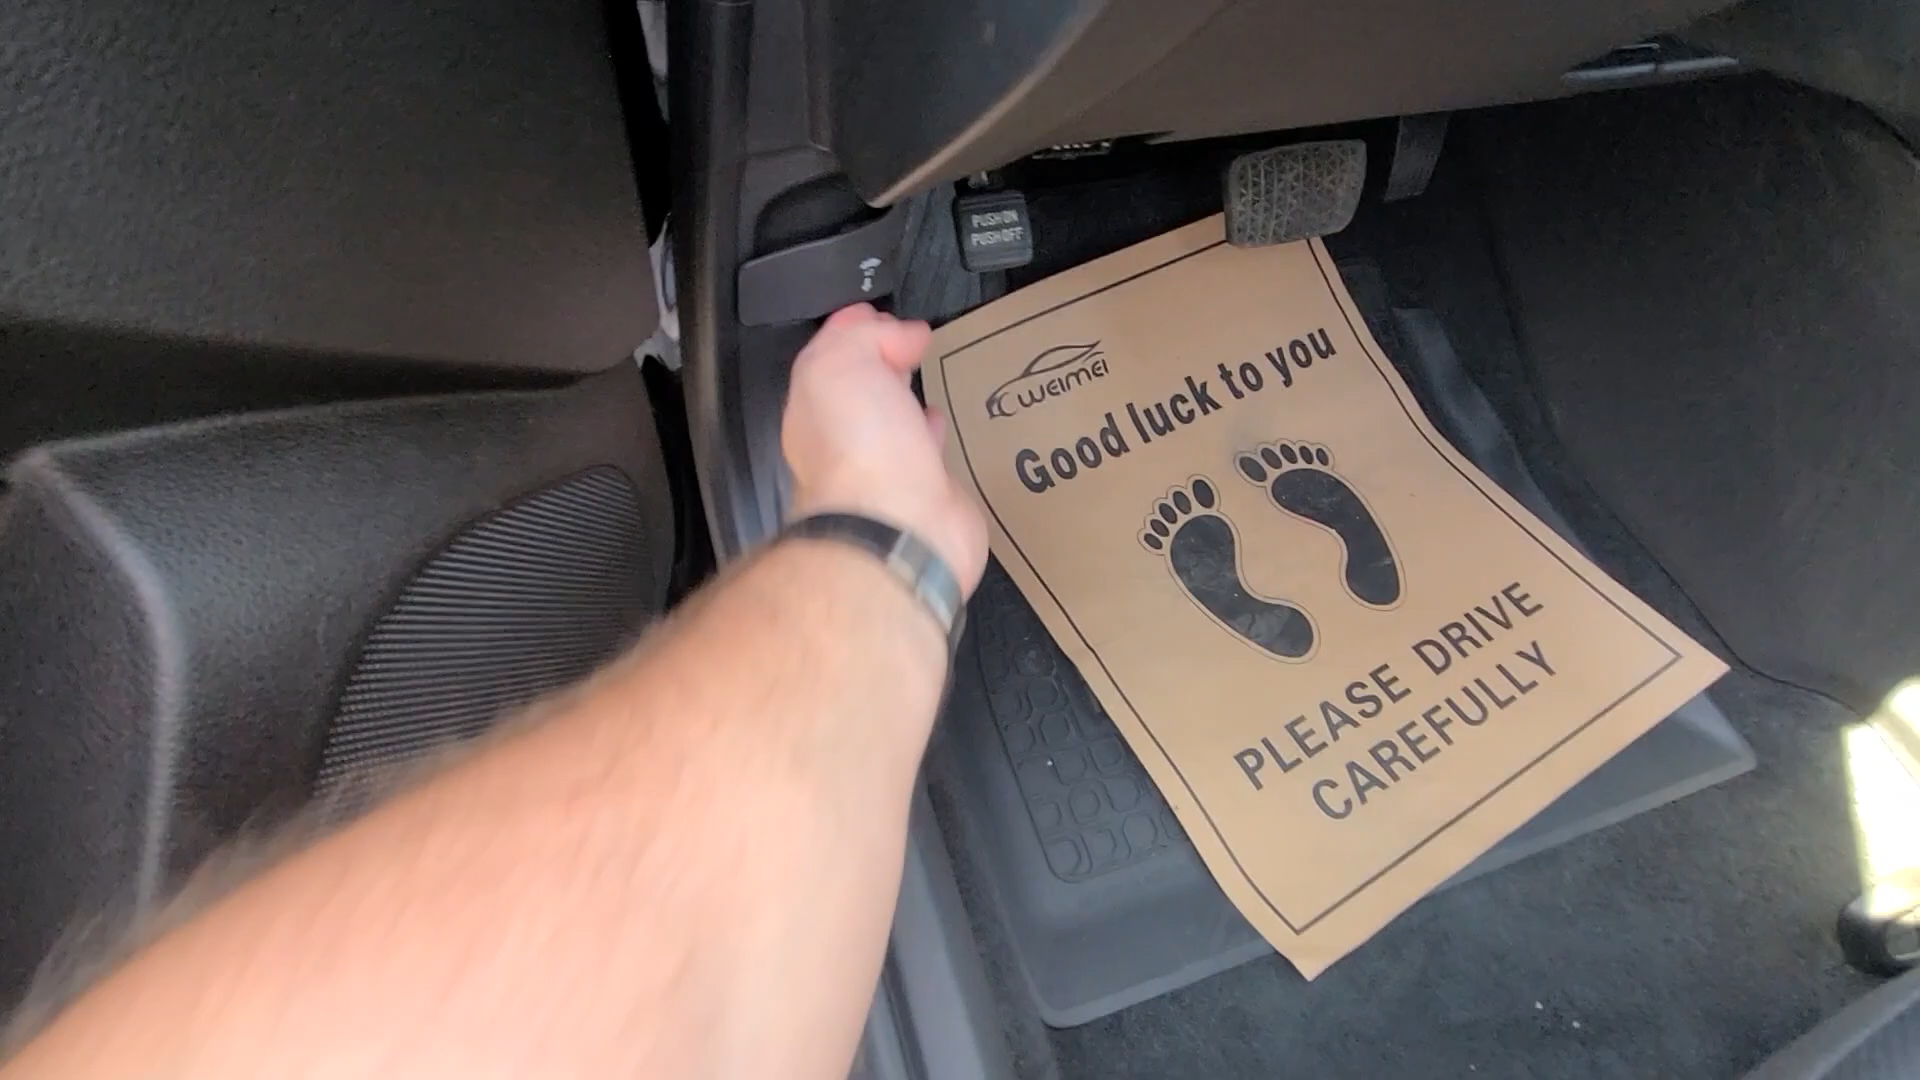 PUSH ON
PUSH OFF
WEIMEI
Good luck to you
PLEASE DRIVE
CAREFULLY